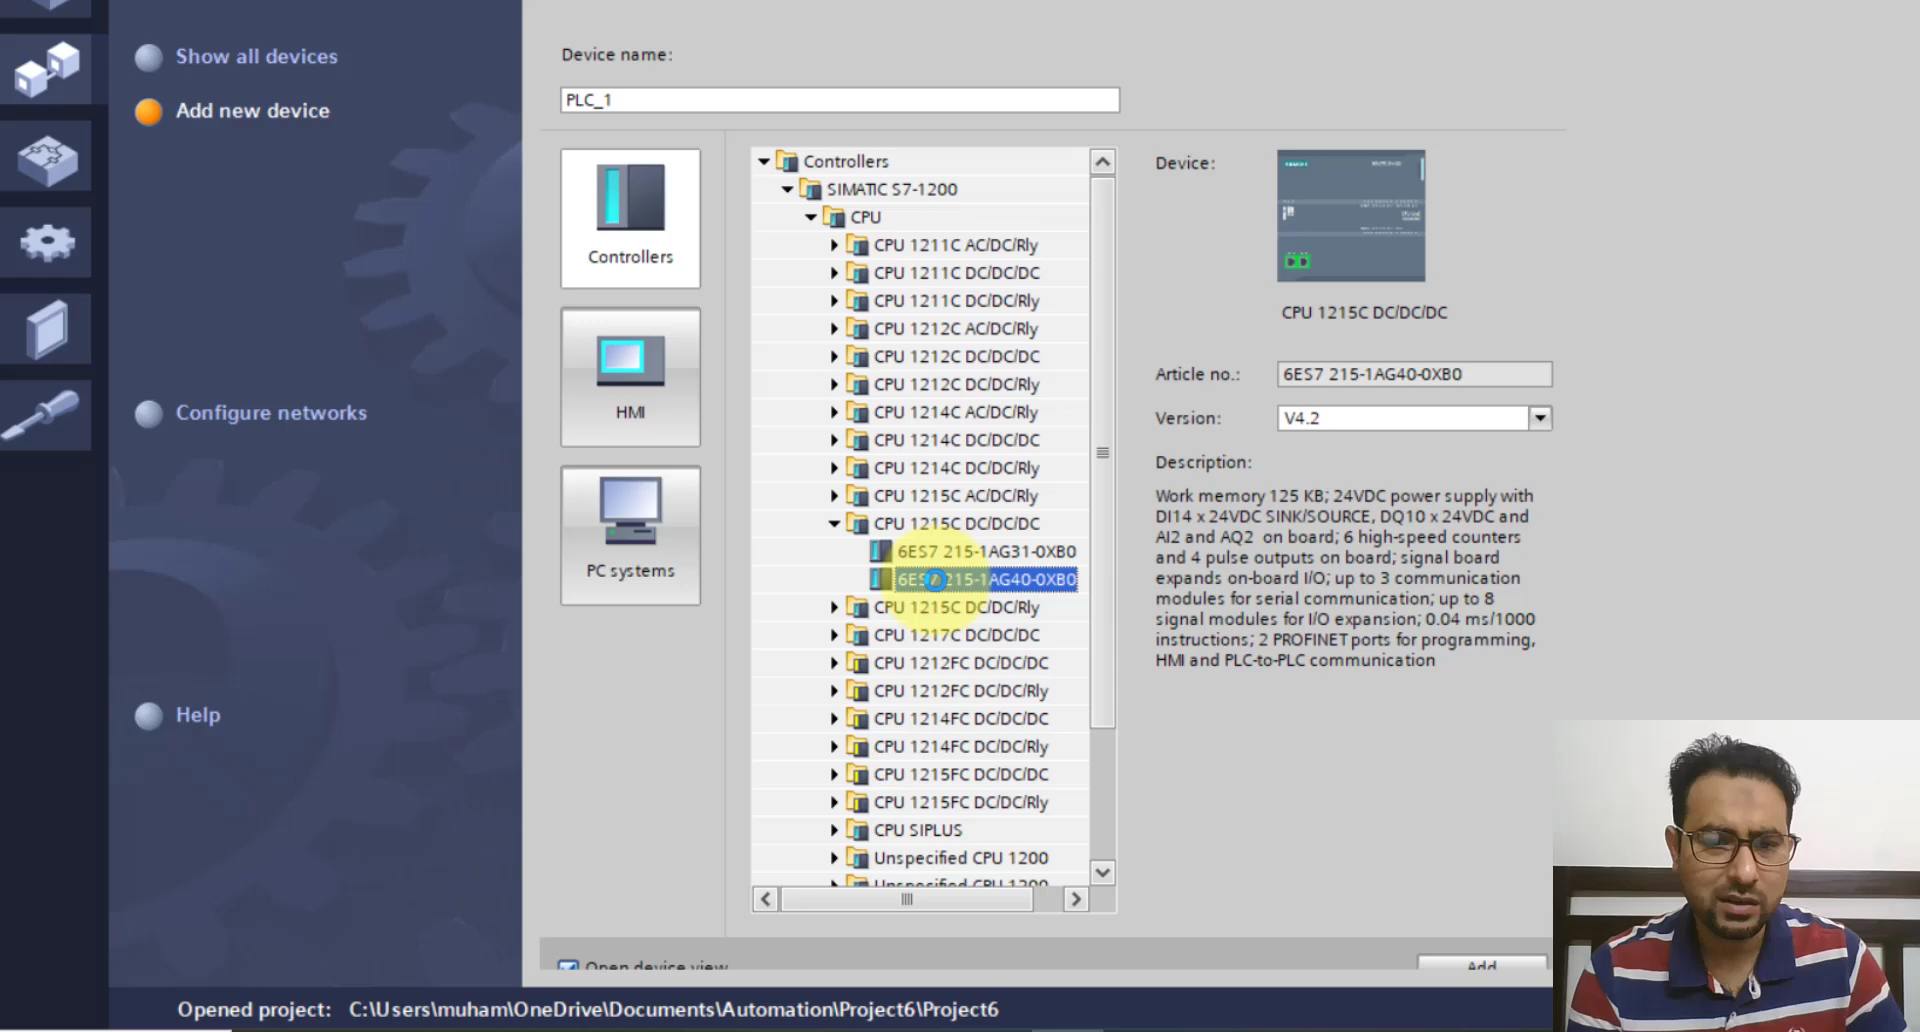 Show all devices
Add new device
Configure networks
Help
Device name:
PLC_1
Controllers
HMI
PC systems
Controllers
SIMATIC S7-1200
CPU
CPU 1211C AC/DC/Rly
CPU 1211C DC/DC/DC
CPU 1211C DC/DC/Rly
CPU 1212C AC/DC/Rly
CPU 1212C DC/DC/DC
CPU 1212C DC/DC/Rly
CPU 1214C AC/DC/Rly
CPU 1214C DC/DC/DC
CPU 1214C DC/DC/Rly
CPU 1215C AC/DC/Rly
CPU 1215C DC/DC/DC
6ES7 215-1AG31-0XB0
6ES7 215-1AG40-0XB0
CPU 1215C DC/DC/Rly
CPU 1217C DC/DC/DC
CPU 1212FC DC/DC/DC
CPU 1212FC DC/DC/Rly
CPU 1214FC DC/DC/DC
CPU 1214FC DC/DC/Rly
CPU 1215FC DC/DC/DC
CPU 1215FC DC/DC/Rly
CPU SIPLUS
Unspecified CPU 1200
Unspecified CPU 1200
Device:
SIEMENS
CPU 1215C DC/DC/DC
Article no.: 6ES7 215-1AG40-0XB0
Version: V4.2
Description:
Work memory 125 KB; 24VDC power supply with
DI14 x 24VDC SINK/SOURCE, DQ10 x 24VDC and
AI2 and AQ2 on board; 6 high-speed counters
and 4 pulse outputs on board; signal board
expands on-board I/O; up to 3 communication
modules for serial communication; up to 8
signal modules for I/O expansion; 0.04 ms/1000
instructions; 2 PROFINET ports for programming,
HMI and PLC-to-PLC communication
Open device view
Add
Opened project: C:\Users\muham\OneDrive\Documents\Automation\Project6\Project6